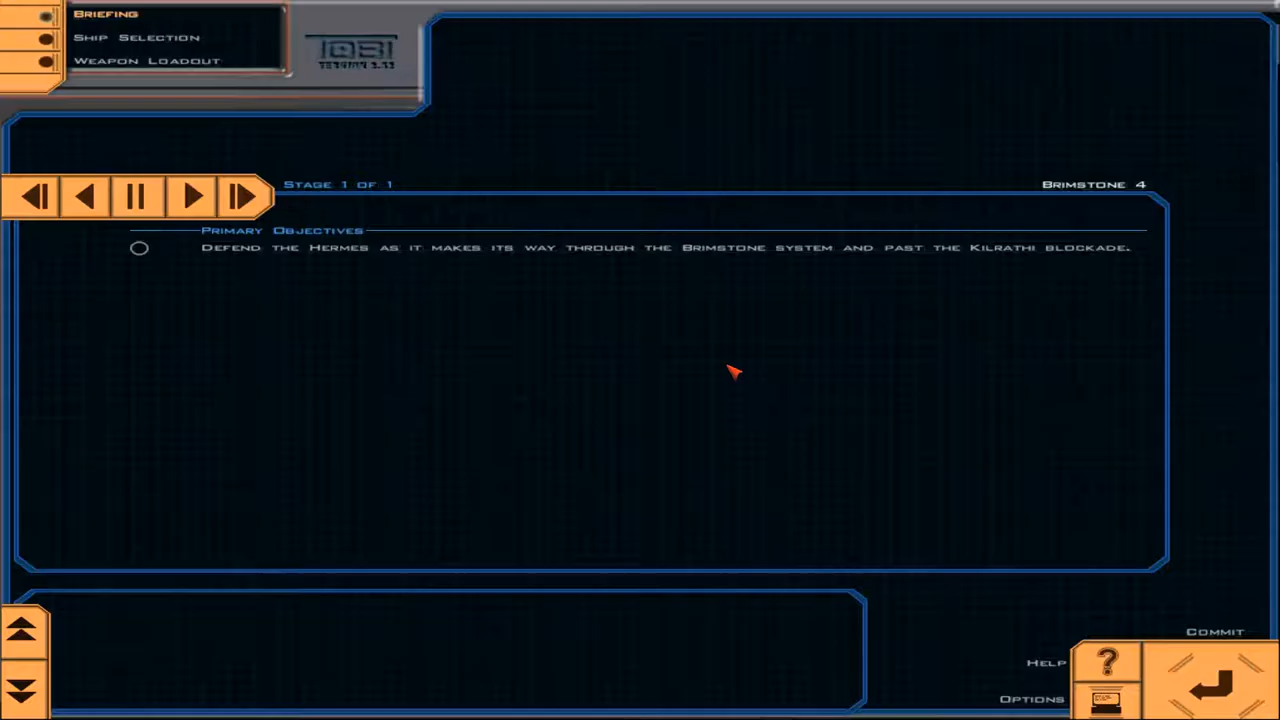 Briefing
Ship Selection
Weapon Loadout
Stage 1 of 1
Brimstone 4
Primary Objectives
Defend the Hermes as it makes its way through the Brimstone system and past the Kilrathi blockade.
Commit
Help
?
Options